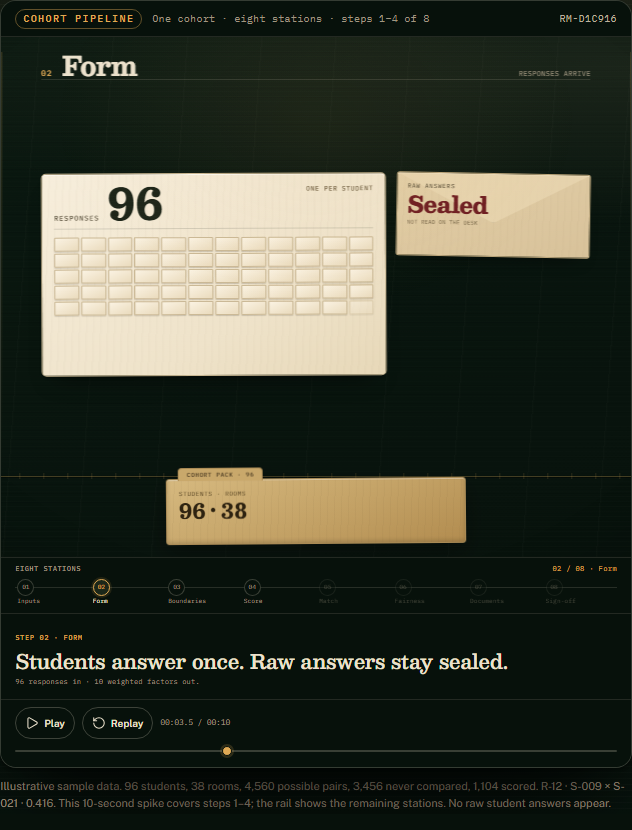 COHORT PIPELINE One cohort · eight stations · steps 1–4 of 8 RM-D1C916
02 Form RESPONSES ARRIVE
RESPONSES 96 ONE PER STUDENT
RAW ANSWERS
Sealed
NOT READ ON THE DESK
COHORT PACK · 96
STUDENTS · ROOMS
96·38
EIGHT STATIONS 02 / 08 · Form
01 02 03 04 05 06 07 08
Inputs Form Boundaries Score Match Fairness Documents Sign-off
STEP 02 · FORM
Students answer once. Raw answers stay sealed.
96 responses in · 10 weighted factors out.
Play Replay 00:03.5 / 00:10
Illustrative sample data. 96 students, 38 rooms, 4,560 possible pairs, 3,456 never compared, 1,104 scored. R-12 · S-009 × S-
021 · 0.416. This 10-second spike covers steps 1–4; the rail shows the remaining stations. No raw student answers appear.